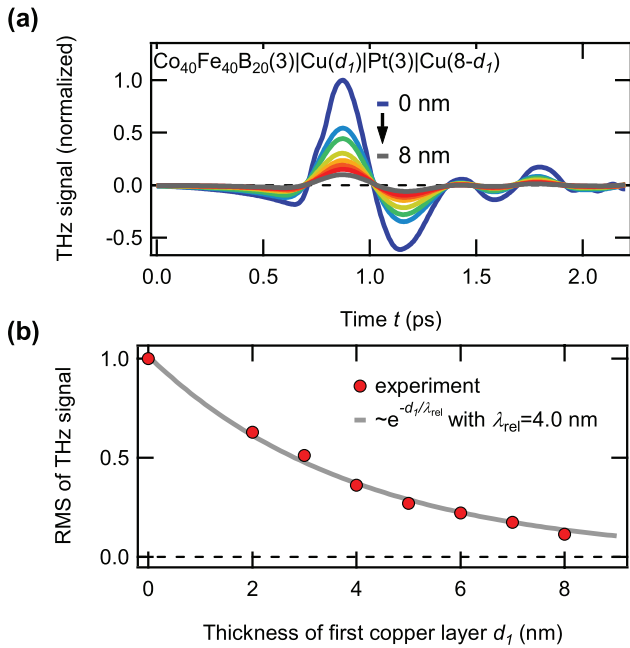 (a)
Co40Fe40B20(3)|Cu(d1)|Pt(3)|Cu(8-d1)
THz signal (normalized)
1.0
0.5
0.0
-0.5
0 nm
8 nm
0.0 0.5 1.0 1.5 2.0
Time t (ps)
(b)
RMS of THz signal
1.0
0.5
0.0
experiment
~e^-d1/λrel with λrel=4.0 nm
0 2 4 6 8
Thickness of first copper layer d1 (nm)